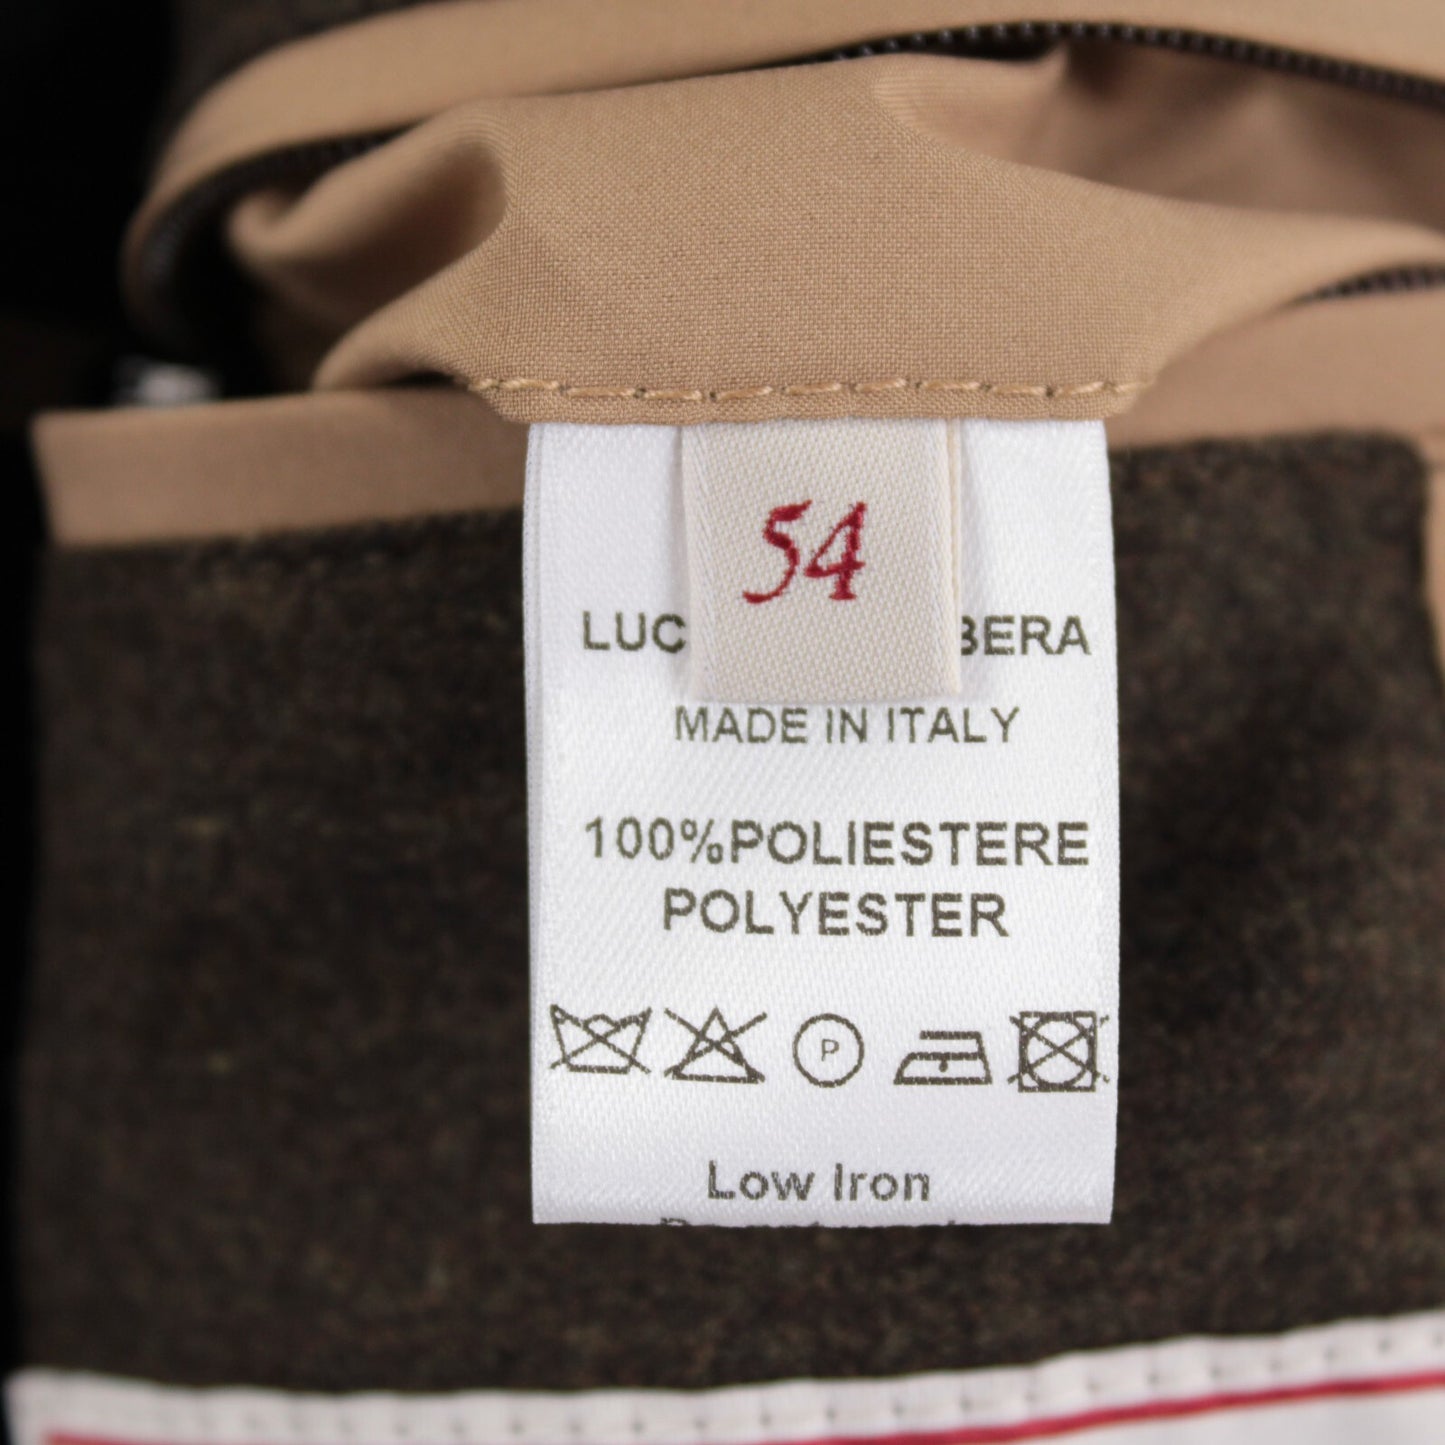 54
LUC BERA
MADE IN ITALY
100%POLIESTERE
POLYESTER
P
Low Iron